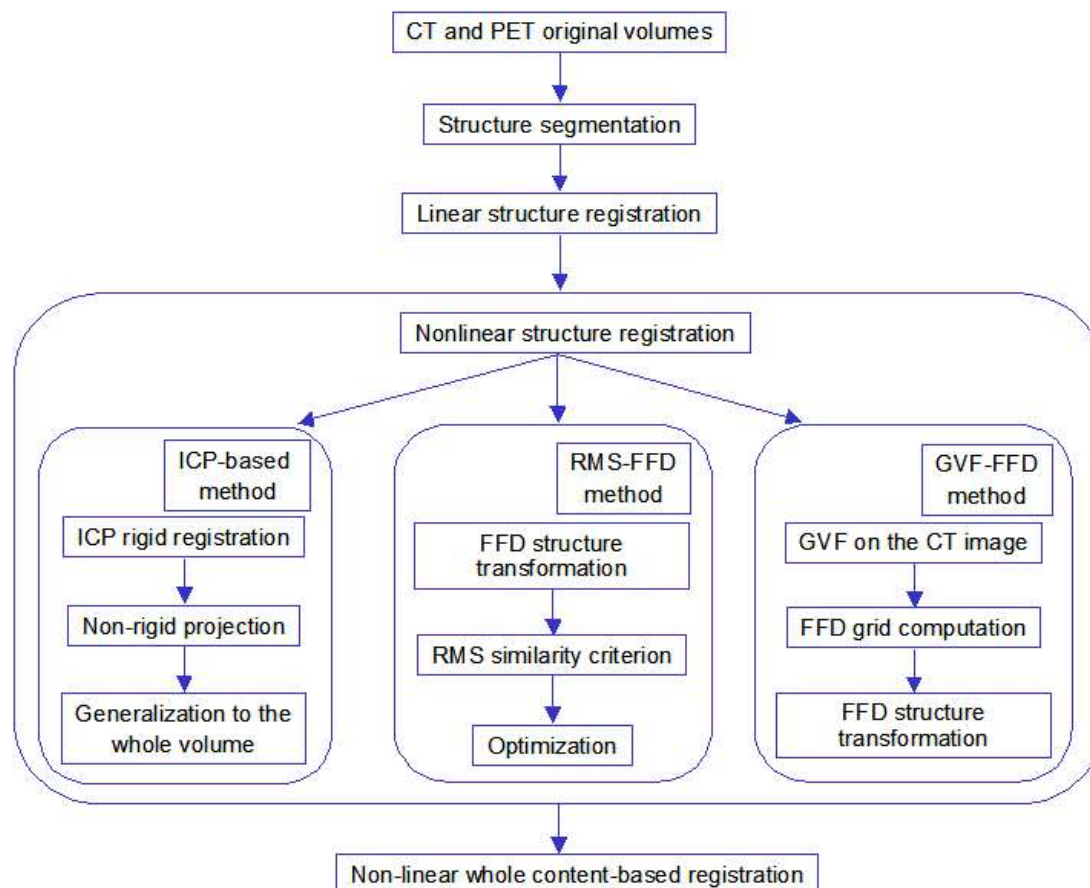 CT and PET original volumes
Structure segmentation
Linear structure registration
Nonlinear structure registration
ICP-based
method
ICP rigid registration
Non-rigid projection
Generalization to the
whole volume
RMS-FFD
method
FFD structure
transformation
RMS similarity criterion
Optimization
GVF-FFD
method
GVF on the CT image
FFD grid computation
FFD structure
transformation
Non-linear whole content-based registration